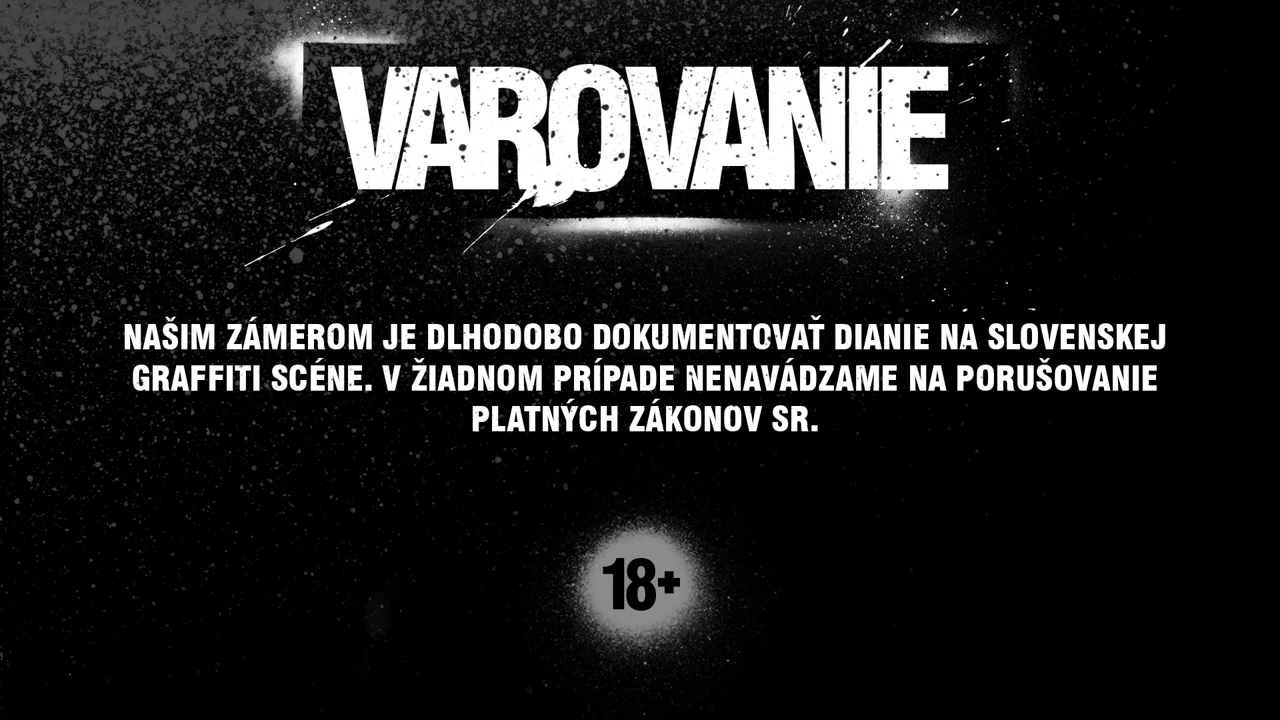 VAROVANIE
NAŠIM ZÁMEROM JE DLHODOBO DOKUMENTOVAŤ DIANIE NA SLOVENSKEJ
GRAFFITI SCÉNE. V ŽIADNOM PRÍPADE NENAVÁDZAME NA PORUŠOVANIE
PLATNÝCH ZÁKONOV SR.
18+